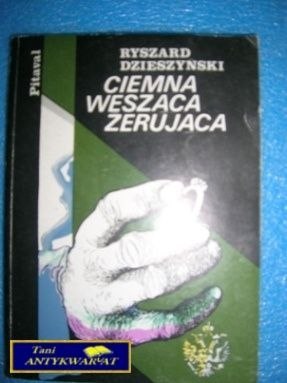 Pitaval
RYSZARD
DZIESZYNSKI
CIEMNA
WESZACA
ZERUJACA
Tani
ANTYKWARIAT